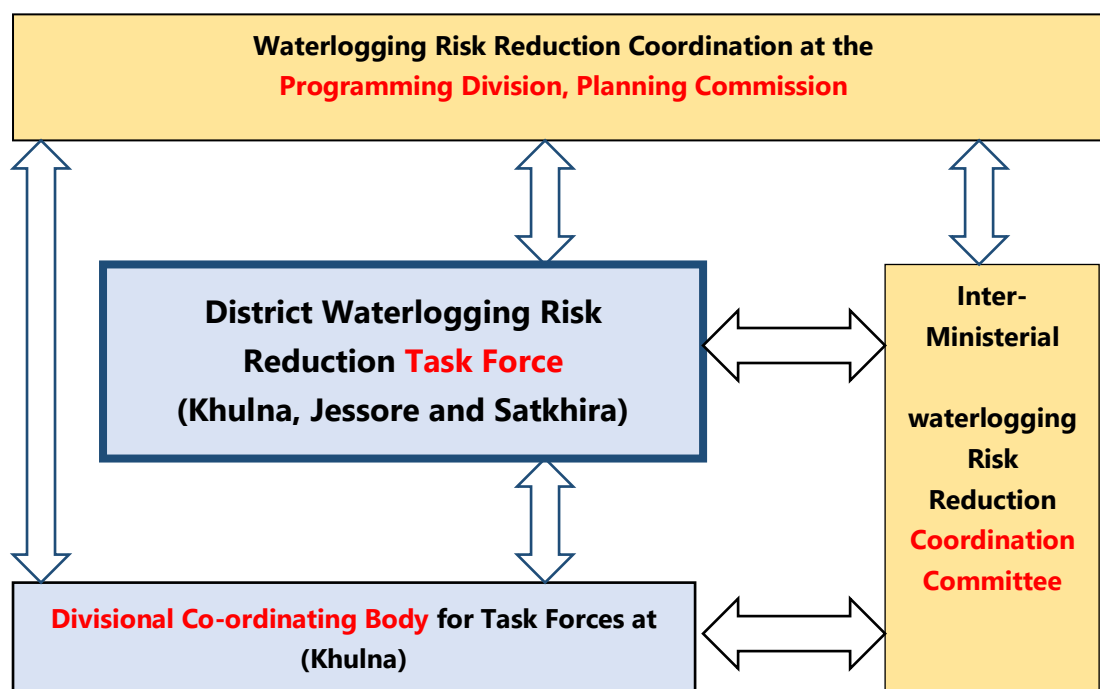 Waterlogging Risk Reduction Coordination at the
Programming Division, Planning Commission
District Waterlogging Risk
Reduction Task Force
(Khulna, Jessore and Satkhira)
Inter-
Ministerial
waterlogging
Risk
Reduction
Coordination
Committee
Divisional Co-ordinating Body for Task Forces at
(Khulna)